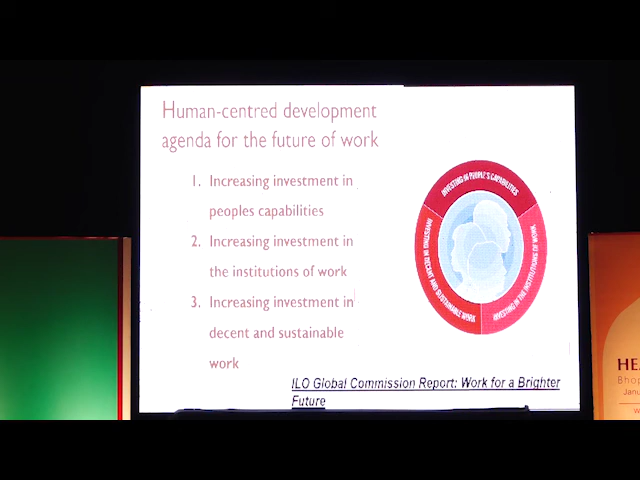 Human-centred development
agenda for the future of work
1. Increasing investment in
peoples capabilities
2. Increasing investment in
the institutions of work
3. Increasing investment in
decent and sustainable
work
INVESTING IN PEOPLE'S CAPABILITIES
INVESTING IN DECENT AND SUSTAINABLE WORK
INVESTING IN THE INSTITUTIONS OF WORK
ILO Global Commission Report: Work for a Brighter
Future